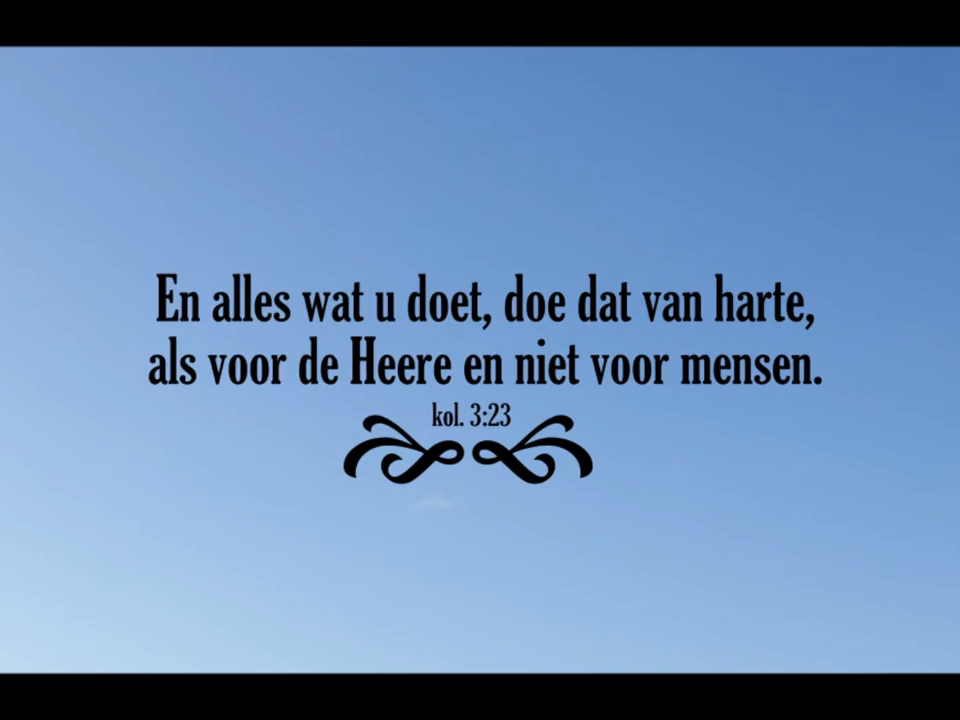 En alles wat u doet, doe dat van harte,
als voor de Heere en niet voor mensen.
kol. 3:23